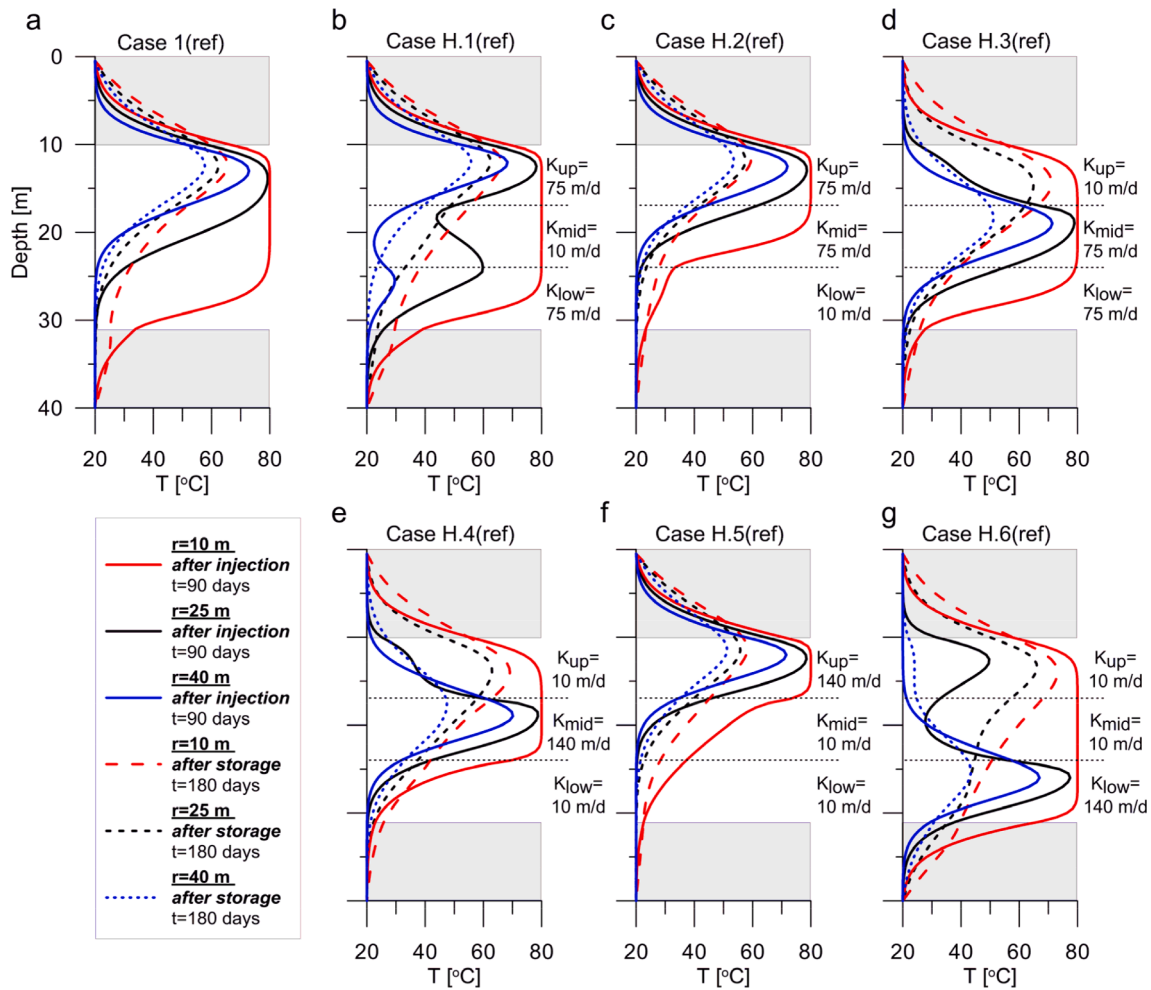 a
Case 1(ref)
0
10
20
30
40
Depth [m]
20 40 60 80
T [°C]
b
Case H.1(ref)
Kup=
75 m/d
Kmid=
10 m/d
Klow=
75 m/d
20 40 60 80
T [°C]
c
Case H.2(ref)
Kup=
75 m/d
Kmid=
75 m/d
Klow=
10 m/d
20 40 60 80
T [°C]
d
Case H.3(ref)
Kup=
10 m/d
Kmid=
75 m/d
Klow=
75 m/d
20 40 60 80
T [°C]
r=10 m
after injection
t=90 days
r=25 m
after injection
t=90 days
r=40 m
after injection
t=90 days
r=10 m
after storage
t=180 days
r=25 m
after storage
t=180 days
r=40 m
after storage
t=180 days
e
Case H.4(ref)
Kup=
10 m/d
Kmid=
140 m/d
Klow=
10 m/d
20 40 60 80
T [°C]
f
Case H.5(ref)
Kup=
140 m/d
Kmid=
10 m/d
Klow=
10 m/d
20 40 60 80
T [°C]
g
Case H.6(ref)
Kup=
10 m/d
Kmid=
10 m/d
Klow=
140 m/d
20 40 60 80
T [°C]